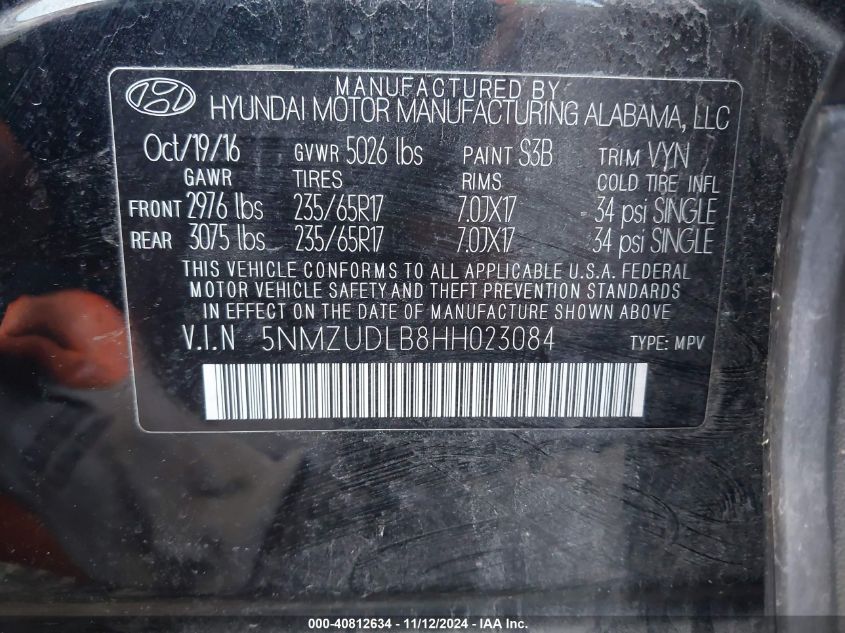 MANUFACTURED BY
HYUNDAI MOTOR MANUFACTURING ALABAMA, LLC
Oct/19/16 GVWR 5026 lbs PAINT S3B TRIM VYN
GAWR TIRES RIMS COLD TIRE INFL
FRONT 2976 lbs 235/65R17 7.0JX17 34 psi SINGLE
REAR 3075 lbs 235/65R17 7.0JX17 34 psi SINGLE
THIS VEHICLE CONFORMS TO ALL APPLICABLE U.S.A. FEDERAL
MOTOR VEHICLE SAFETY AND THEFT PREVENTION STANDARDS
IN EFFECT ON THE DATE OF MANUFACTURE SHOWN ABOVE
V.I.N 5NMZUDLB8HH023084 TYPE: MPV
000-40812634 - 11/12/2024 - IAA Inc.